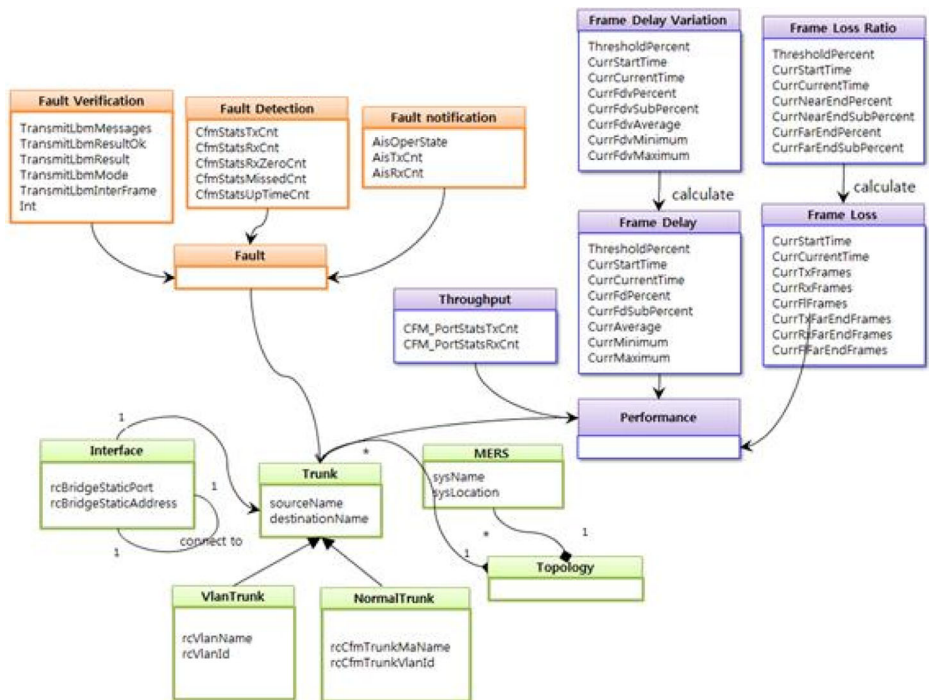 Frame Delay Variation
ThresholdPercent
CurrStartTime
CurrCurrentTime
CurrFdvPercent
CurrFdvSubPercent
CurrFdvAverage
CurrFdvMinimum
CurrFdvMaximum
Frame Loss Ratio
ThresholdPercent
CurrStartTime
CurrCurrentTime
CurrNearEndPercent
CurrNearEndSubPercent
CurrFarEndPercent
CurrFarEndSubPercent
Fault Verification
TransmitLbmMessages
TransmitLbmResultOk
TransmitLbmResult
TransmitLbmMode
TransmitLbmInterFrame
Int
Fault Detection
CfmStatsTxCnt
CfmStatsRxCnt
CfmStatsRxZeroCnt
CfmStatsMissedCnt
CfmStatsUpTimeCnt
Fault notification
AisOperState
AisTxCnt
AisRxCnt
calculate
calculate
Fault
Frame Delay
ThresholdPercent
CurrStartTime
CurrCurrentTime
CurrFdPercent
CurrFdSubPercent
CurrAverage
CurrMinimum
CurrMaximum
Frame Loss
CurrStartTime
CurrCurrentTime
CurrTxFrames
CurrRxFrames
CurrFlFrames
CurrTxFarEndFrames
CurrRxFarEndFrames
CurrFlFarEndFrames
Throughput
CFM_PortStatsTxCnt
CFM_PortStatsRxCnt
Performance
1
Interface
rcBridgeStaticPort
rcBridgeStaticAddress
1
1
connect to
Trunk
sourceName
destinationName
*
MERS
sysName
sysLocation
*
1
1
Topology
VlanTrunk
rcVlanName
rcVlanId
NormalTrunk
rcCfmTrunkMaName
rcCfmTrunkVlanId